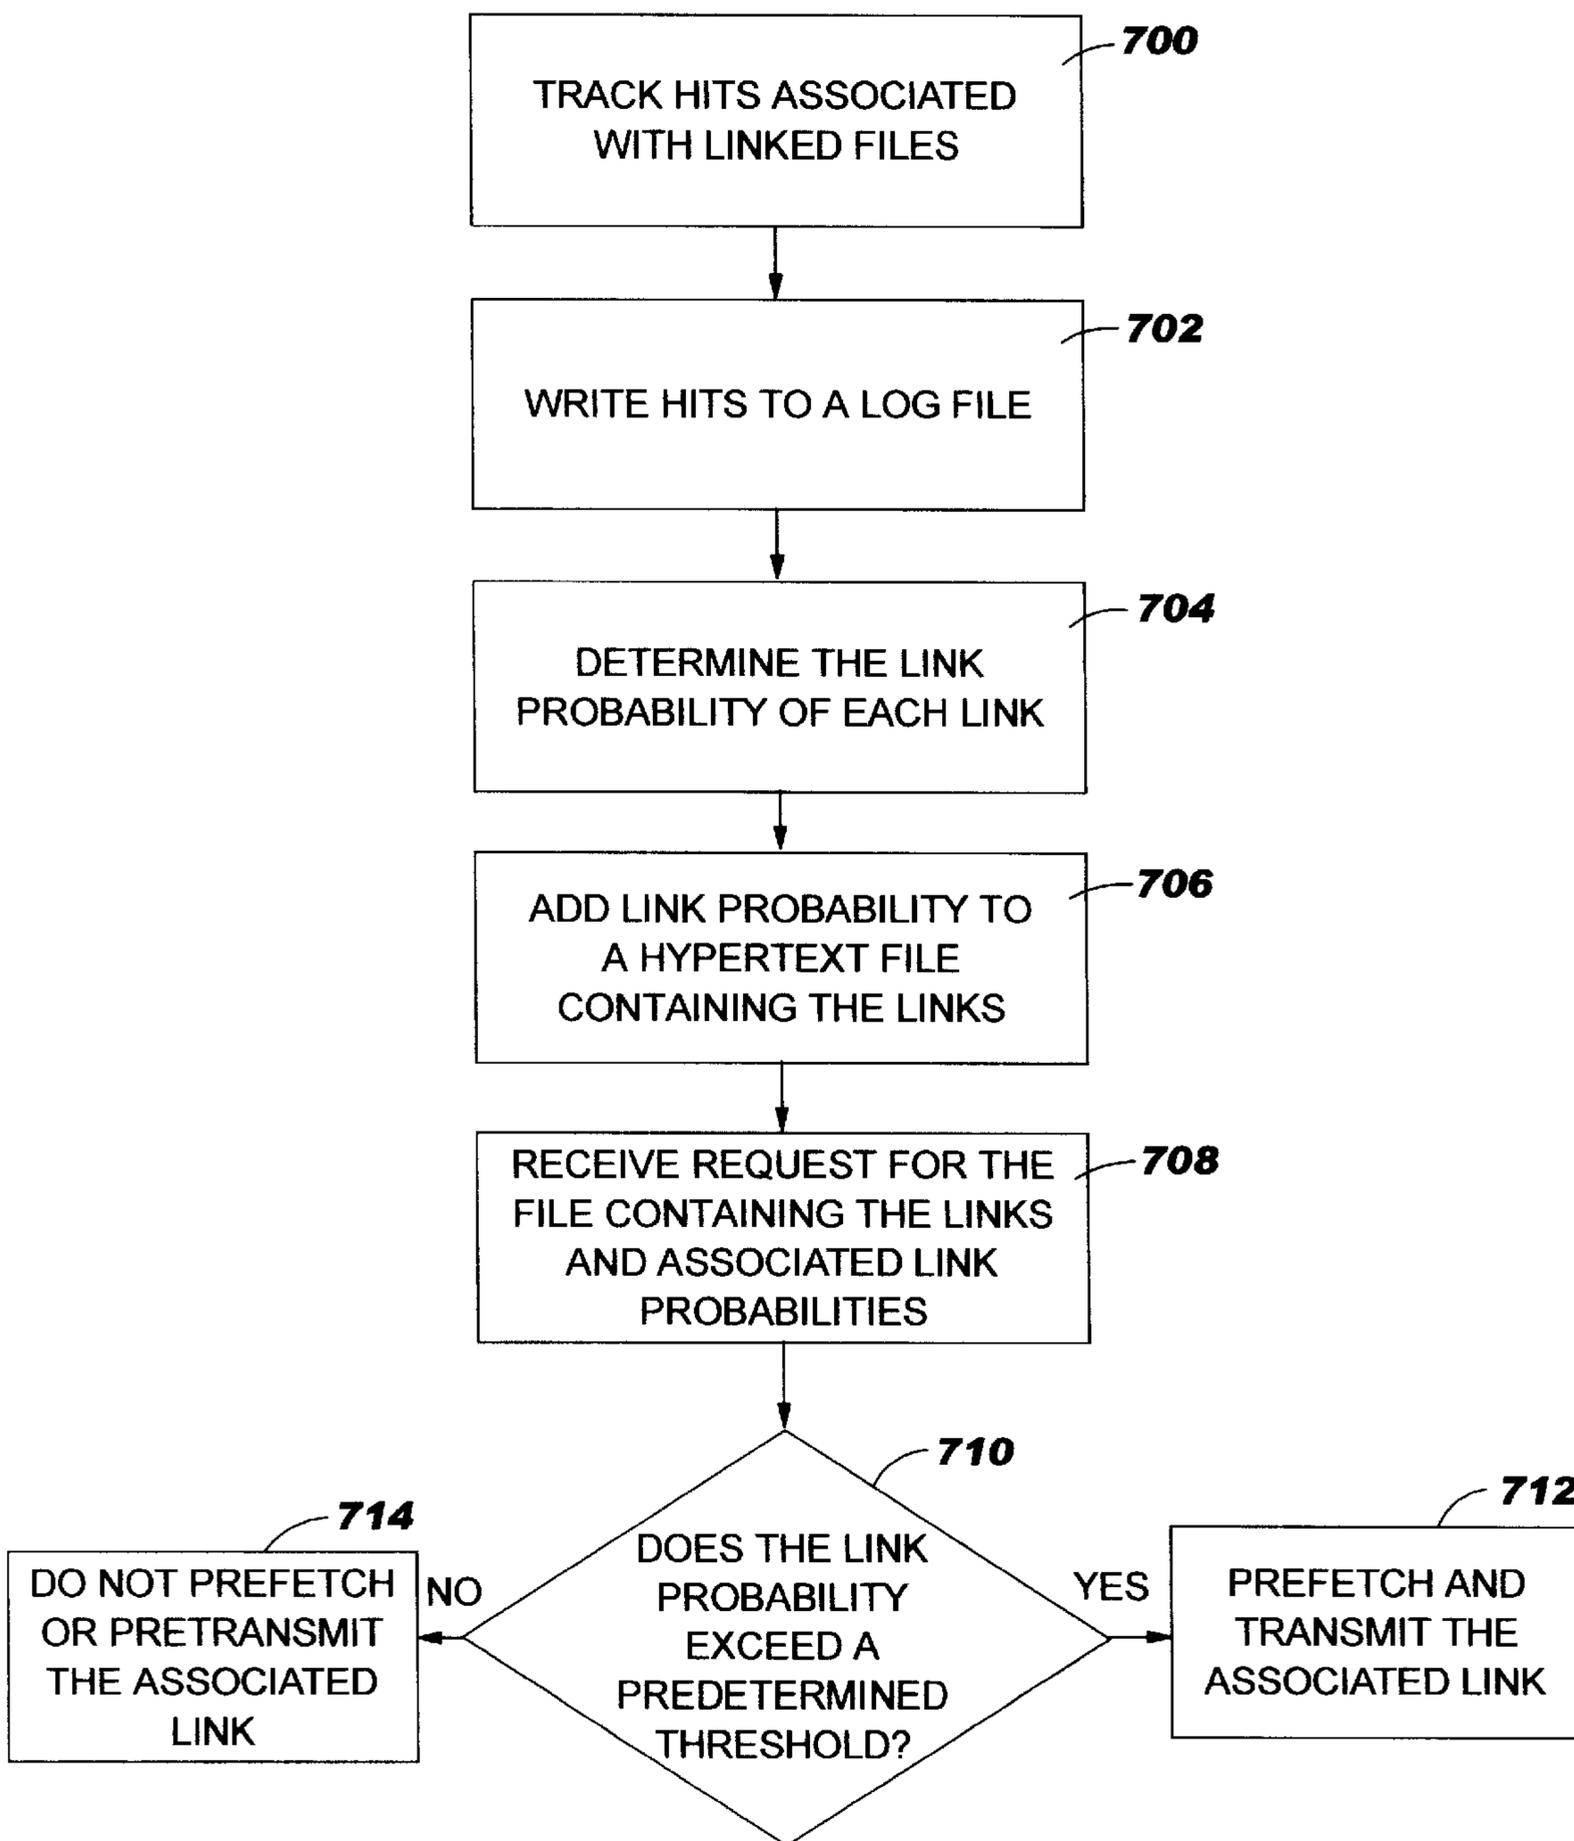 700
TRACK HITS ASSOCIATED
WITH LINKED FILES
702
WRITE HITS TO A LOG FILE
704
DETERMINE THE LINK
PROBABILITY OF EACH LINK
706
ADD LINK PROBABILITY TO
A HYPERTEXT FILE
CONTAINING THE LINKS
708
RECEIVE REQUEST FOR THE
FILE CONTAINING THE LINKS
AND ASSOCIATED LINK
PROBABILITIES
710
DOES THE LINK
PROBABILITY
EXCEED A
PREDETERMINED
THRESHOLD?
714
NO
DO NOT PREFETCH
OR PRETRANSMIT
THE ASSOCIATED
LINK
712
YES
PREFETCH AND
TRANSMIT THE
ASSOCIATED LINK